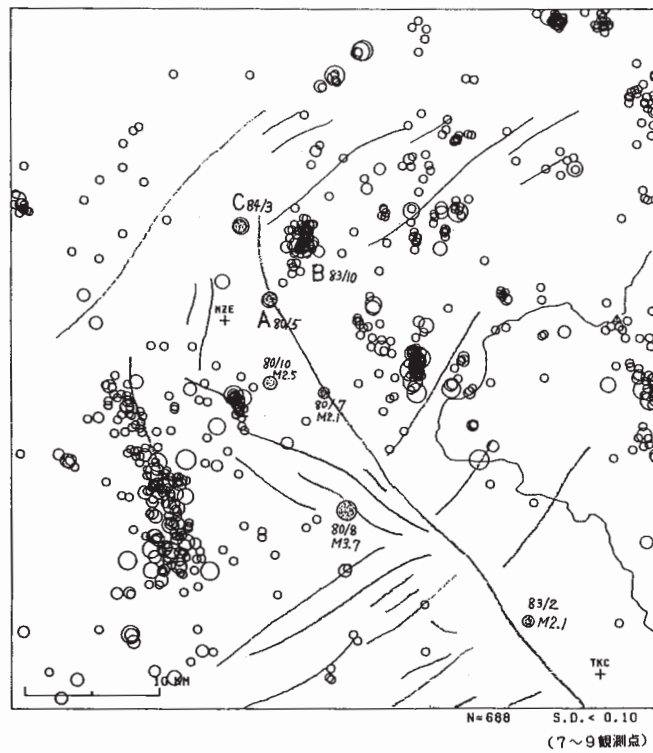 C 84/3
B 83/10
MZE
A 80/5
80/10
M2.5
80/7
M2.1
80/8
M3.7
83/2
M2.1
TKC
10 KM
N=688 S.D.< 0.10
(7〜9観測点)